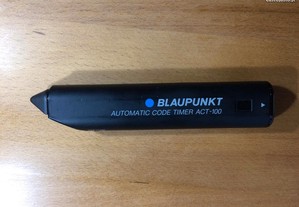 BLAUPUNKT
AUTOMATIC CODE TIMER ACT-100